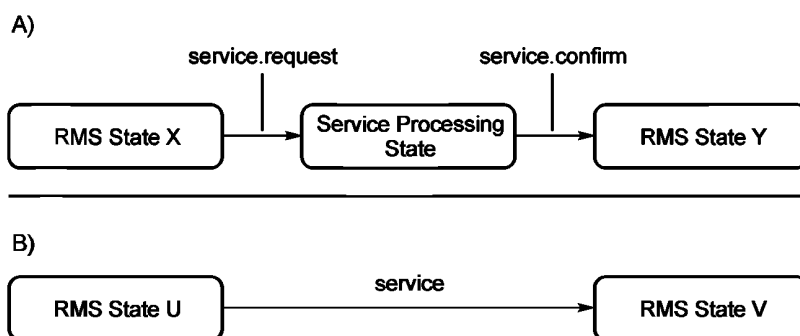 A)
service.request
service.confirm
RMS State X
Service Processing
State
RMS State Y
B)
service
RMS State U
RMS State V